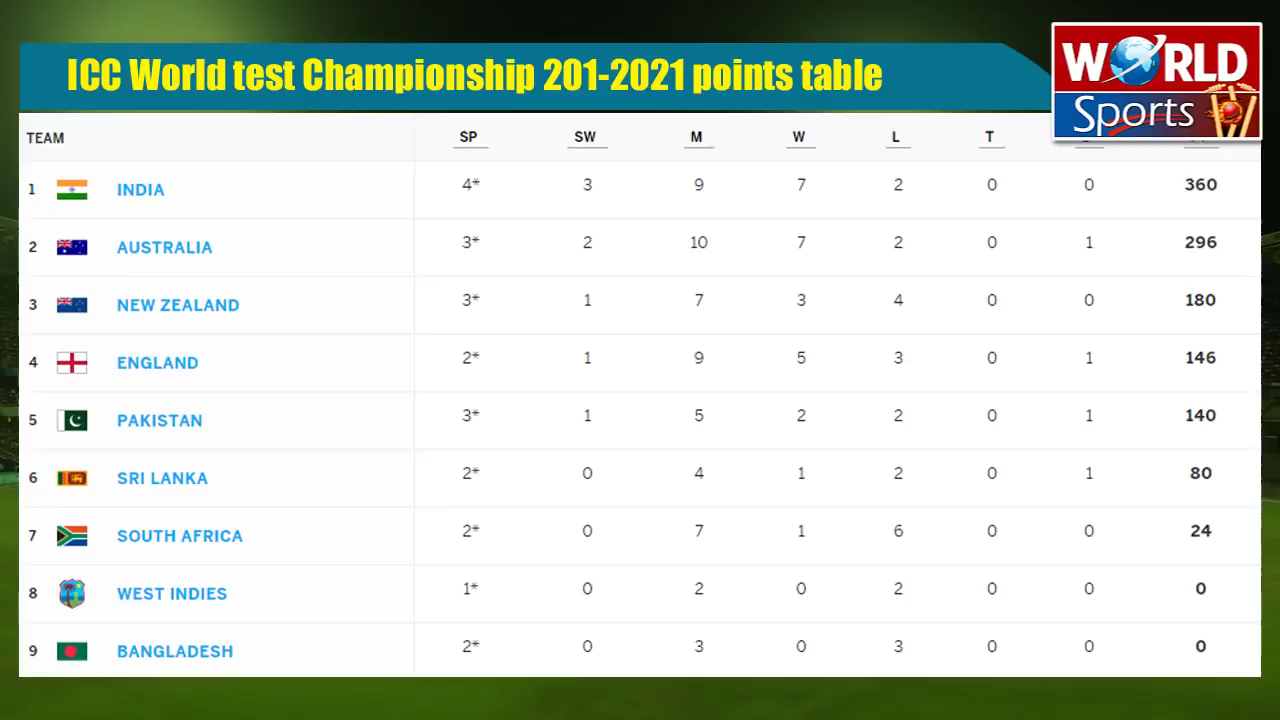 ICC World test Championship 201-2021 points table
WORLD
Sports
TEAM SP SW M W L T
1 INDIA 4* 3 9 7 2 0 0 360
2 AUSTRALIA 3* 2 10 7 2 0 1 296
3 NEW ZEALAND 3* 1 7 3 4 0 0 180
4 ENGLAND 2* 1 9 5 3 0 1 146
5 PAKISTAN 3* 1 5 2 2 0 1 140
6 SRI LANKA 2* 0 4 1 2 0 1 80
7 SOUTH AFRICA 2* 0 7 1 6 0 0 24
8 WEST INDIES 1* 0 2 0 2 0 0 0
9 BANGLADESH 2* 0 3 0 3 0 0 0